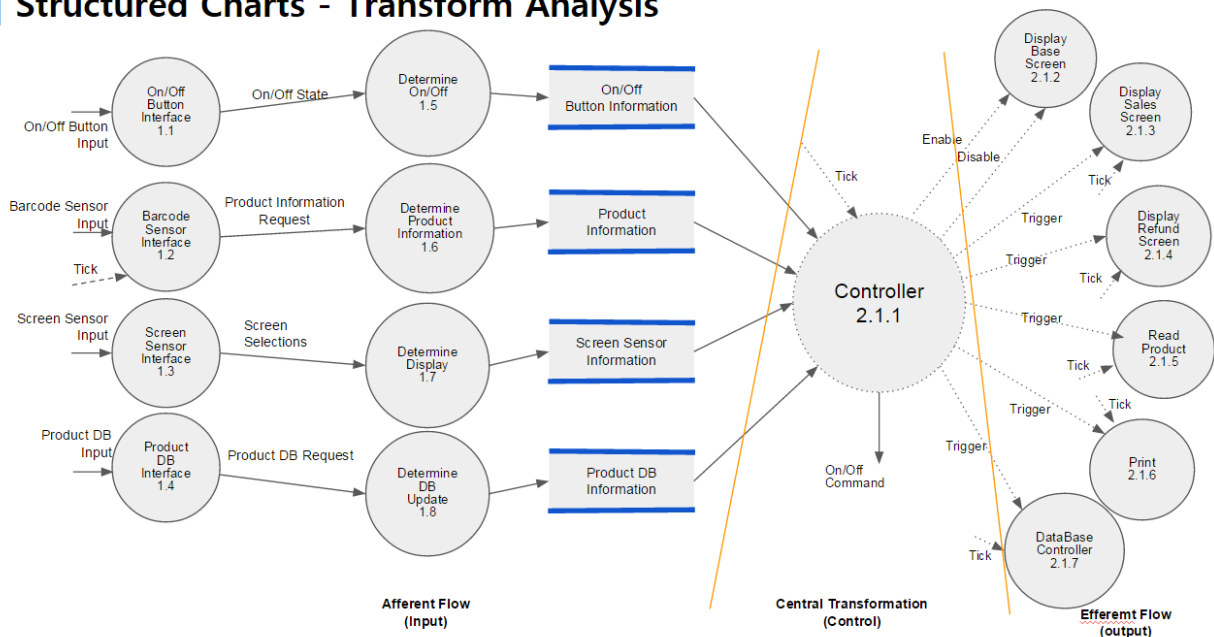 Structured Charts - Transform Analysis
On/Off
Button
Interface
1.1
On/Off Button
Input
On/Off State
Determine
On/Off
1.5
On/Off
Button Information
Barcode Sensor
Input
Tick
Barcode
Sensor
Interface
1.2
Product Information
Request
Determine
Product
Information
1.6
Product
Information
Screen Sensor
Input
Screen
Sensor
Interface
1.3
Screen
Selections
Determine
Display
1.7
Screen Sensor
Information
Product DB
Input
Product
DB
Interface
1.4
Product DB Request
Determine
DB
Update
1.8
Product DB
Information
Tick
Controller
2.1.1
On/Off
Command
Enable
Disable
Trigger
Trigger
Trigger
Trigger
Trigger
Display
Base
Screen
2.1.2
Display
Sales
Screen
2.1.3
Tick
Display
Refund
Screen
2.1.4
Tick
Read
Product
2.1.5
Tick
Tick
Print
2.1.6
DataBase
Controller
2.1.7
Tick
Afferent Flow
(Input)
Central Transformation
(Control)
Efferemt Flow
(output)